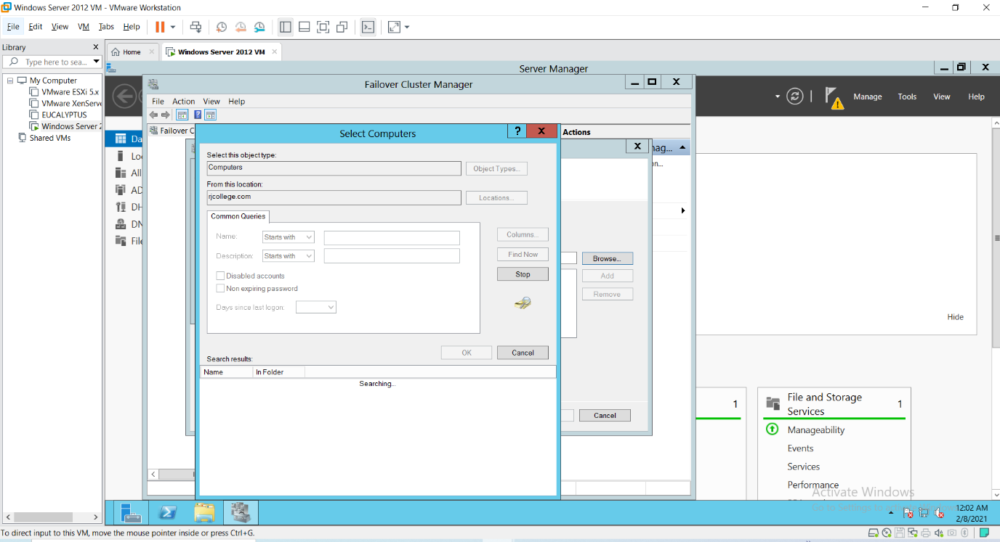 Windows Server 2012 VM - VMware Workstation
File Edit View VM Tabs Help
Library
Type here to sea...
Home
Windows Server 2012 VM
My Computer
VMware ESXi 5.x
VMware XenServe
EUCALYPTUS
Windows Server 2
Shared VMs
Server Manager
Manage Tools View Help
Da
Lo
All
AD
DH
DN
File
Failover Cluster Manager
File Action View Help
Failover C
Actions
nag...
on...
Select Computers
?
Select this object type:
Computers
Object Types...
From this location:
rjcollege.com
Locations...
Common Queries
Name: Starts with
Description: Starts with
Disabled accounts
Non expiring password
Days since last logon:
Columns...
Find Now
Stop
OK
Cancel
Search results:
Name In Folder
Searching...
Browse...
Add
Remove
Cancel
Hide
1
File and Storage
Services
1
Manageability
Events
Services
Performance
Activate Windows
12:02 AM
2/8/2021
To direct input to this VM, move the mouse pointer inside or press Ctrl+G.